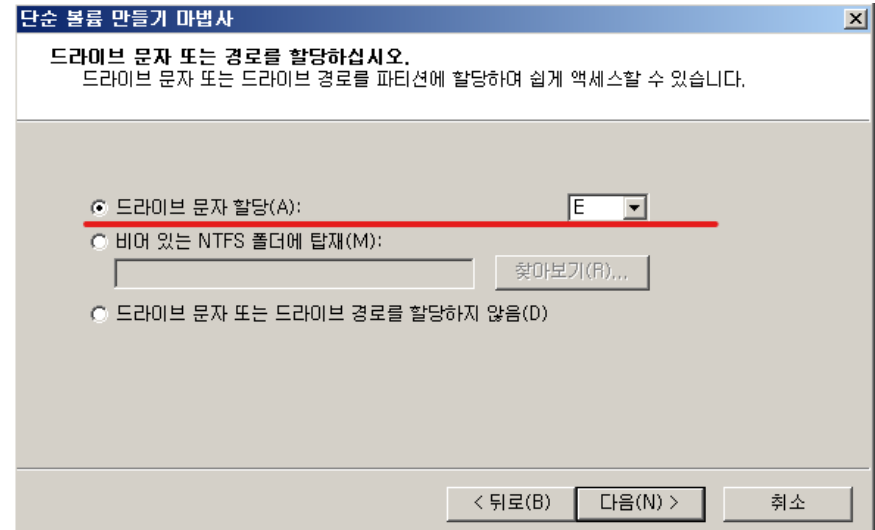 단순 볼륨 만들기 마법사
드라이브 문자 또는 경로를 할당하십시오.
드라이브 문자 또는 드라이브 경로를 파티션에 할당하여 쉽게 액세스할 수 있습니다.
드라이브 문자 할당(A): E
비어 있는 NTFS 폴더에 탑재(M):
찾아보기(R)...
드라이브 문자 또는 드라이브 경로를 할당하지 않음(D)
< 뒤로(B) 다음(N) > 취소